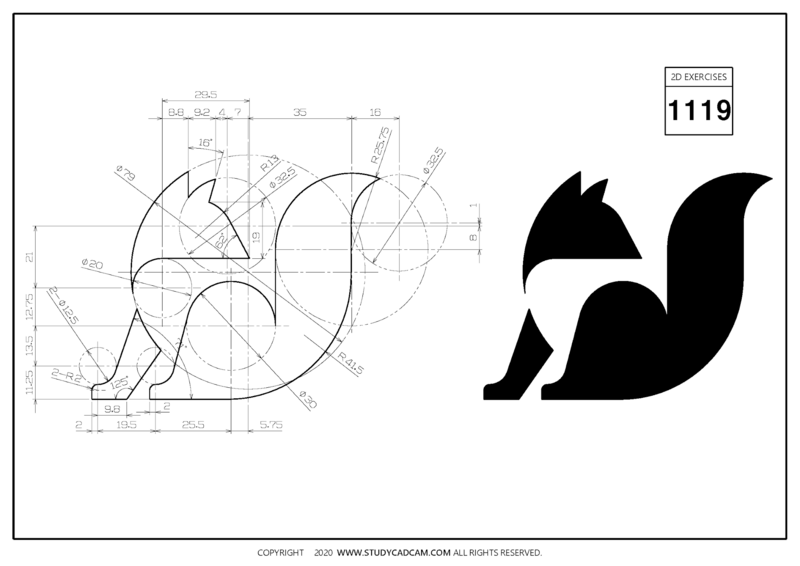 2D EXERCISES
1119
29.5
8.8 9.2 4 7 35 16
16°
R13
Ø32.5
R25.75
Ø32.5
Ø79
1
8
19
21
Ø20
12.75
2-Ø12.5
13.5
R41.5
2-R2
125°
11.25
Ø30
9.8
2
2 19.5 25.5 5.75
COPYRIGHT 2020 WWW.STUDYCADCAM.COM ALL RIGHTS RESERVED.